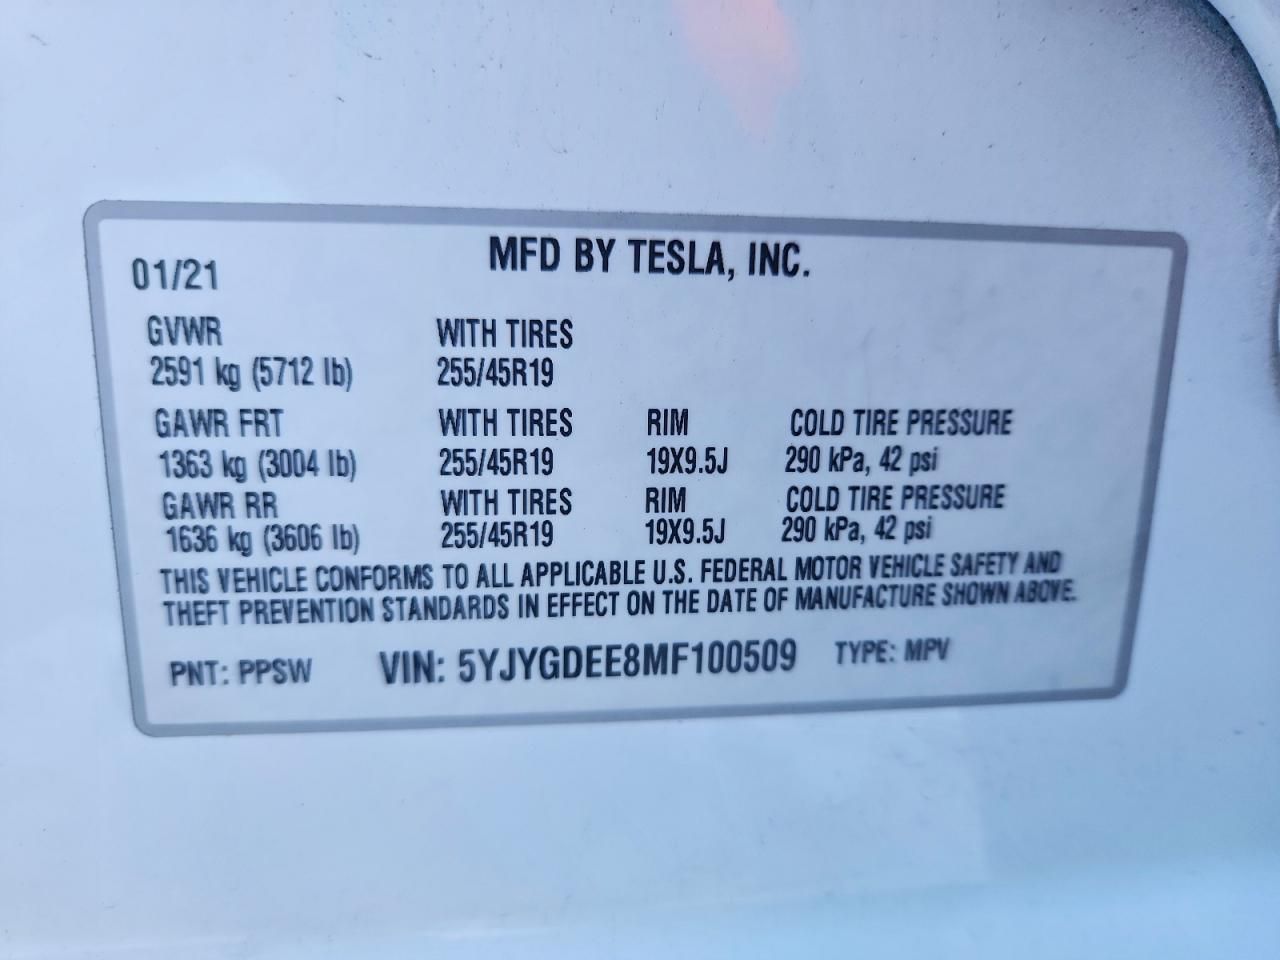 MFD BY TESLA, INC.
01/21
GVWR WITH TIRES
2591 kg (5712 lb) 255/45R19
GAWR FRT WITH TIRES RIM COLD TIRE PRESSURE
1363 kg (3004 lb) 255/45R19 19X9.5J 290 kPa, 42 psi
GAWR RR WITH TIRES RIM COLD TIRE PRESSURE
1636 kg (3606 lb) 255/45R19 19X9.5J 290 kPa, 42 psi
THIS VEHICLE CONFORMS TO ALL APPLICABLE U.S. FEDERAL MOTOR VEHICLE SAFETY AND
THEFT PREVENTION STANDARDS IN EFFECT ON THE DATE OF MANUFACTURE SHOWN ABOVE.
PNT: PPSW VIN: 5YJYGDEE8MF100509 TYPE: MPV